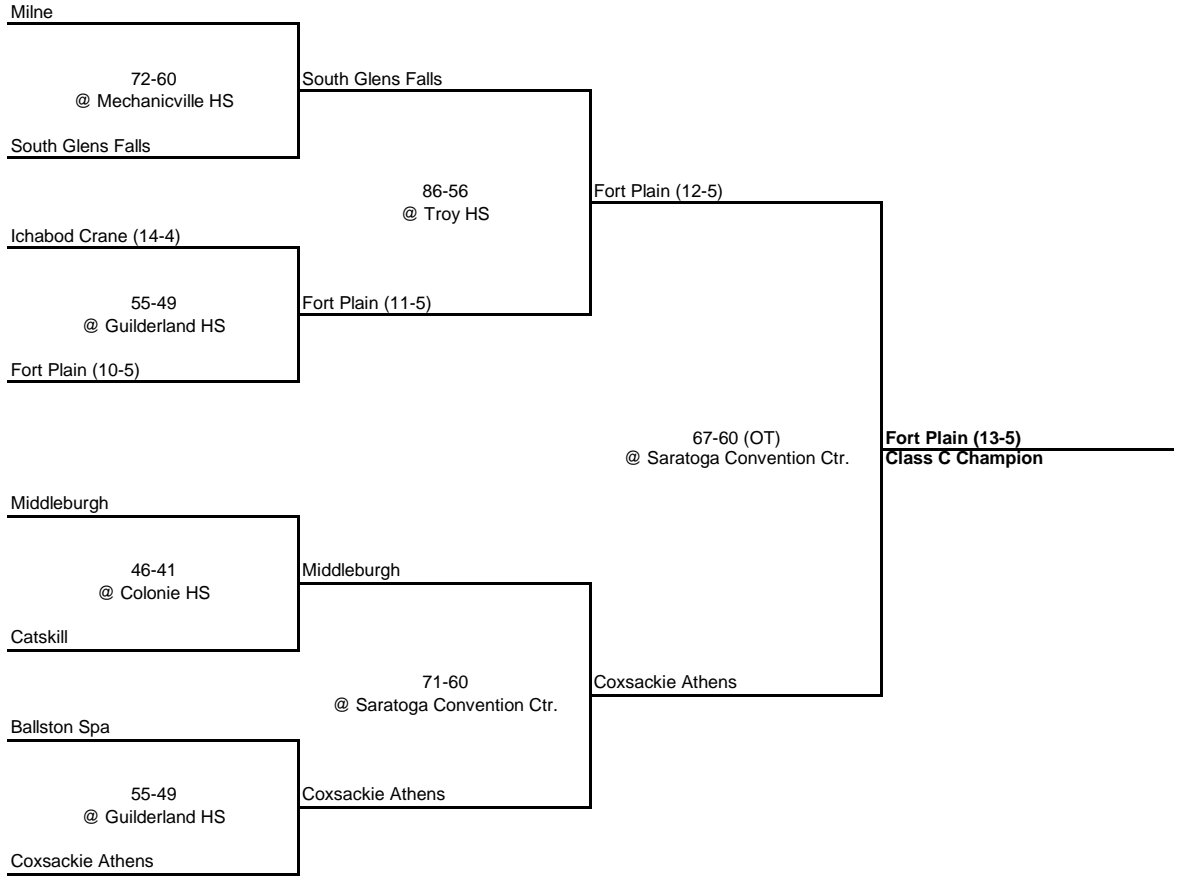 Milne
72-60
@ Mechanicville HS
South Glens Falls
South Glens Falls
86-56
@ Troy HS
Fort Plain (12-5)
Ichabod Crane (14-4)
55-49
@ Guilderland HS
Fort Plain (11-5)
Fort Plain (10-5)
67-60 (OT)
@ Saratoga Convention Ctr.
Fort Plain (13-5)
Class C Champion
Middleburgh
46-41
@ Colonie HS
Middleburgh
Catskill
71-60
@ Saratoga Convention Ctr.
Coxsackie Athens
Ballston Spa
55-49
@ Guilderland HS
Coxsackie Athens
Coxsackie Athens